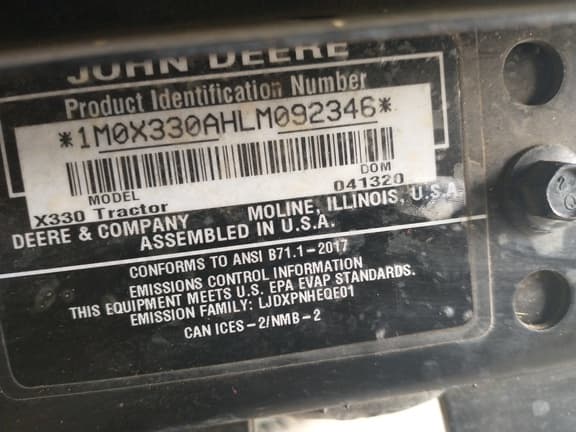 JOHN DEERE
Product Identification Number
*1M0X330AHLM092346*
MODEL DOM
X330 Tractor 041320
DEERE & COMPANY MOLINE, ILLINOIS, U.S.A
ASSEMBLED IN U.S.A.
CONFORMS TO ANSI B71.1-2017
EMISSIONS CONTROL INFORMATION
THIS EQUIPMENT MEETS U.S. EPA EVAP STANDARDS.
EMISSION FAMILY: LJDXPNHEQE01
CAN ICES-2/NMB-2